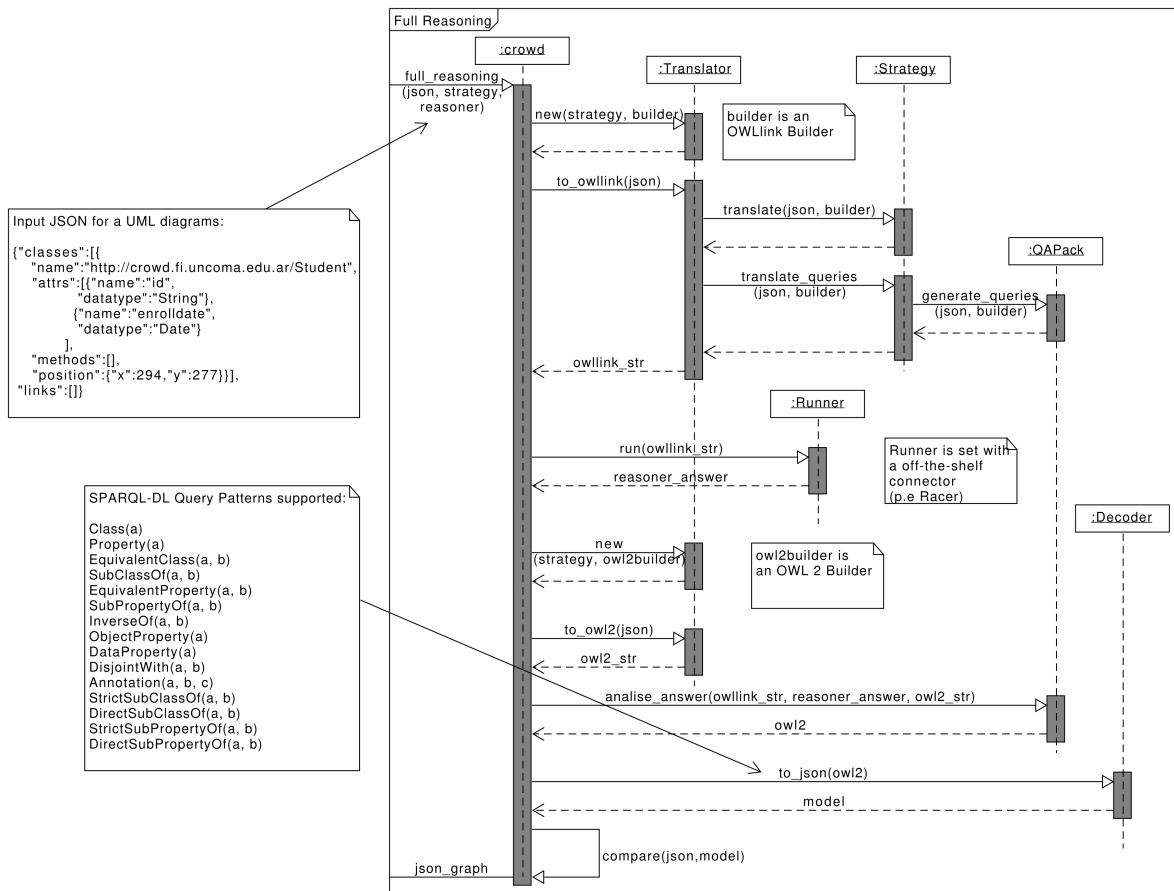 Full Reasoning
:crowd
:Translator
:Strategy
full_reasoning
(json, strategy,
reasoner)
new(strategy, builder)
builder is an
OWLlink Builder
to_owllink(json)
translate(json, builder)
Input JSON for a UML diagrams:
{"classes":[{
"name":"http://crowd.fi.uncoma.edu.ar/Student",
"attrs":[{"name":"id",
"datatype":"String"},
{"name":"enrolldate",
"datatype":"Date"}
],
"methods":[],
"position":{"x":294,"y":277}}],
"links":[]}
:QAPack
translate_queries
(json, builder)
generate_queries
(json, builder)
owllink_str
:Runner
run(owllink_str)
reasoner_answer
Runner is set with
a off-the-shelf
connector
(p.e Racer)
SPARQL-DL Query Patterns supported:
Class(a)
Property(a)
EquivalentClass(a, b)
SubClassOf(a, b)
EquivalentProperty(a, b)
SubPropertyOf(a, b)
InverseOf(a, b)
ObjectProperty(a)
DataProperty(a)
DisjointWith(a, b)
Annotation(a, b, c)
StrictSubClassOf(a, b)
DirectSubClassOf(a, b)
StrictSubPropertyOf(a, b)
DirectSubPropertyOf(a, b)
:Decoder
new
(strategy, owl2builder)
owl2builder is
an OWL 2 Builder
to_owl2(json)
owl2_str
analise_answer(owllink_str, reasoner_answer, owl2_str)
owl2
to_json(owl2)
model
compare(json,model)
json_graph